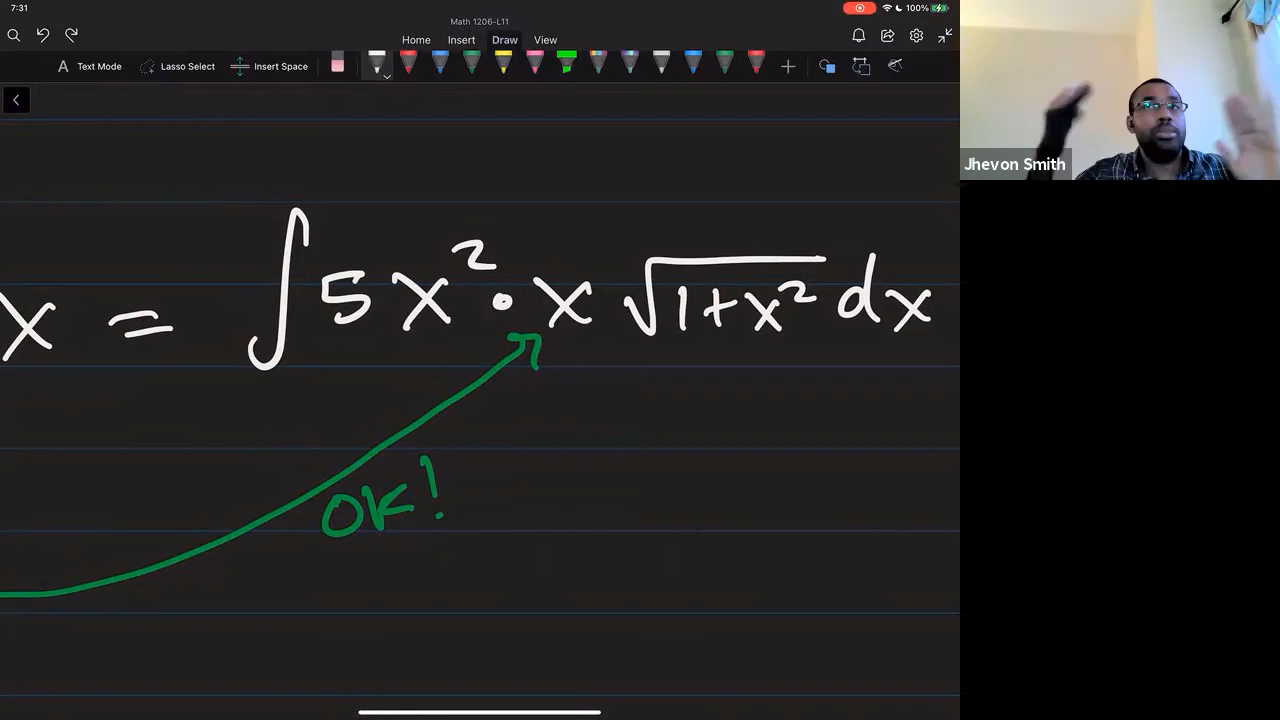 7:31
100%
Math 1206-L11
Home Insert Draw View
Text Mode Lasso Select Insert Space
Jhevon Smith
x = ∫ 5x² • x √(1+x²) dx
OK!